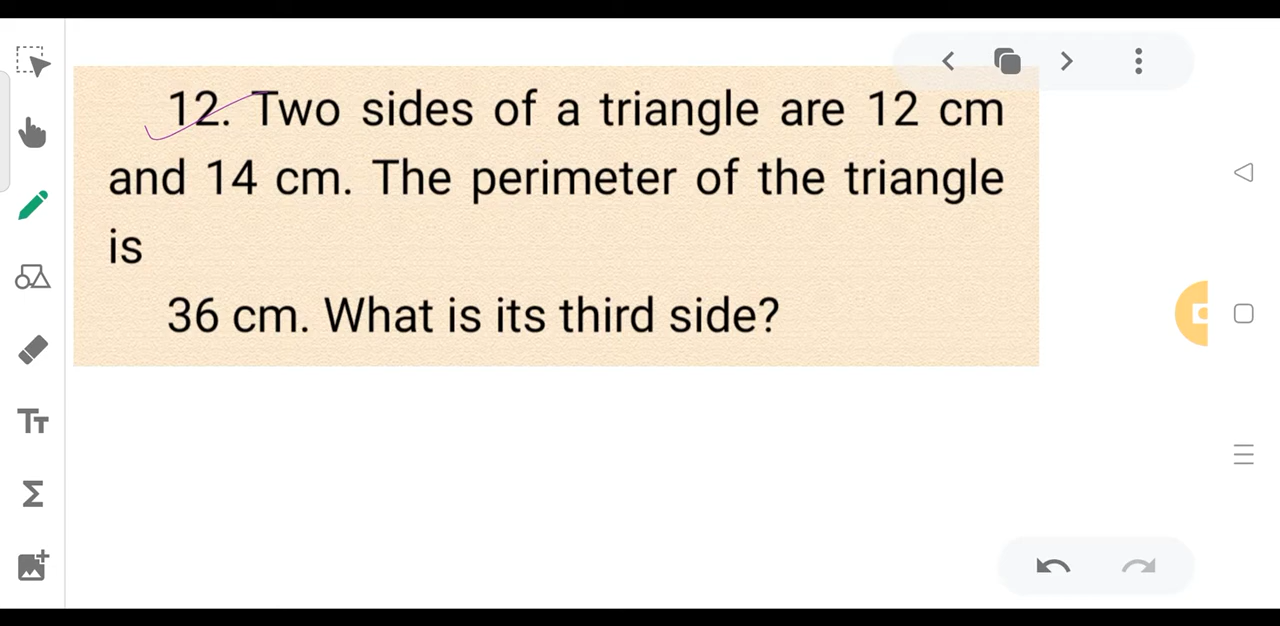 12. Two sides of a triangle are 12 cm
and 14 cm. The perimeter of the triangle
is
36 cm. What is its third side?
TT
Σ